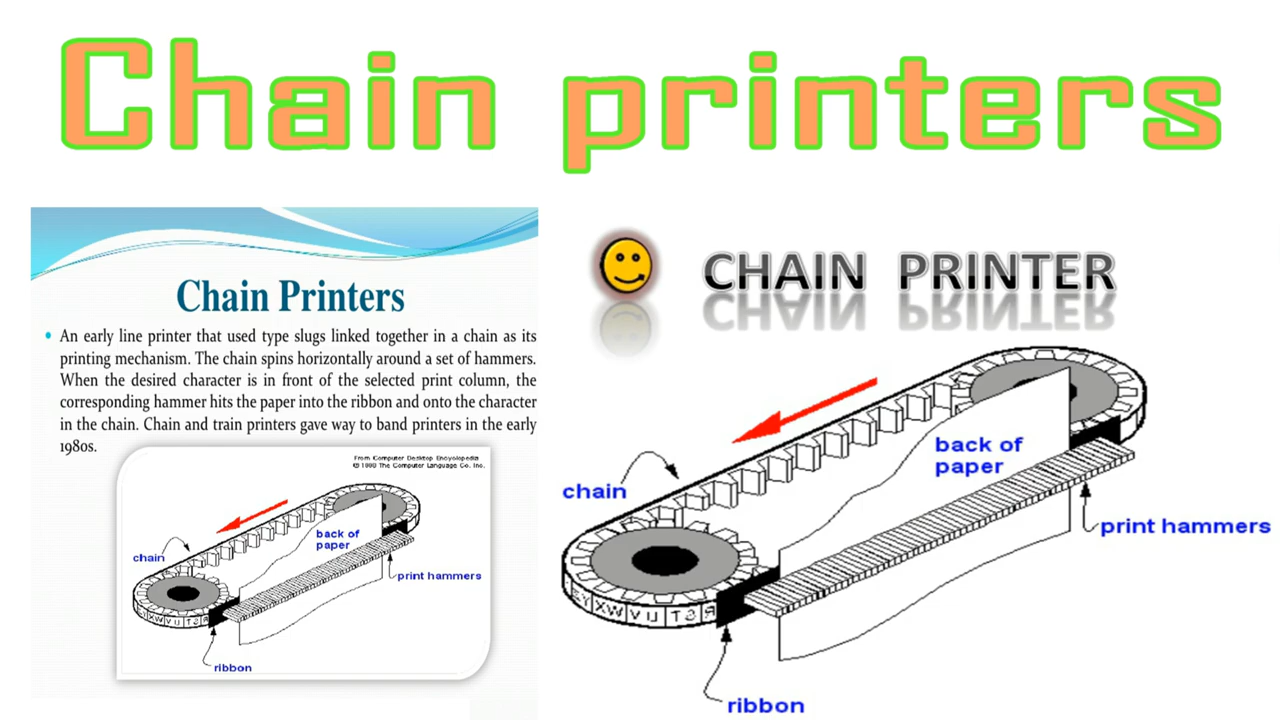 Chain printers
Chain Printers
• An early line printer that used type slugs linked together in a chain as its
printing mechanism. The chain spins horizontally around a set of hammers.
When the desired character is in front of the selected print column, the
corresponding hammer hits the paper into the ribbon and onto the character
in the chain. Chain and train printers gave way to band printers in the early
1980s.
From Computer Desktop Encyclopedia
© 1999 The Computer Language Co. Inc.
chain
back of
paper
print hammers
ribbon
CHAIN PRINTER
chain
back of
paper
print hammers
X W V U T S R
ribbon